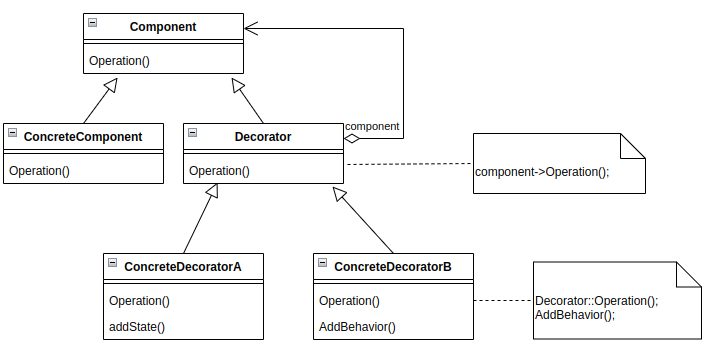 Component
Operation()
component
ConcreteComponent
Operation()
Decorator
Operation()
component->Operation();
ConcreteDecoratorA
Operation()
addState()
ConcreteDecoratorB
Operation()
AddBehavior()
Decorator::Operation();
AddBehavior();